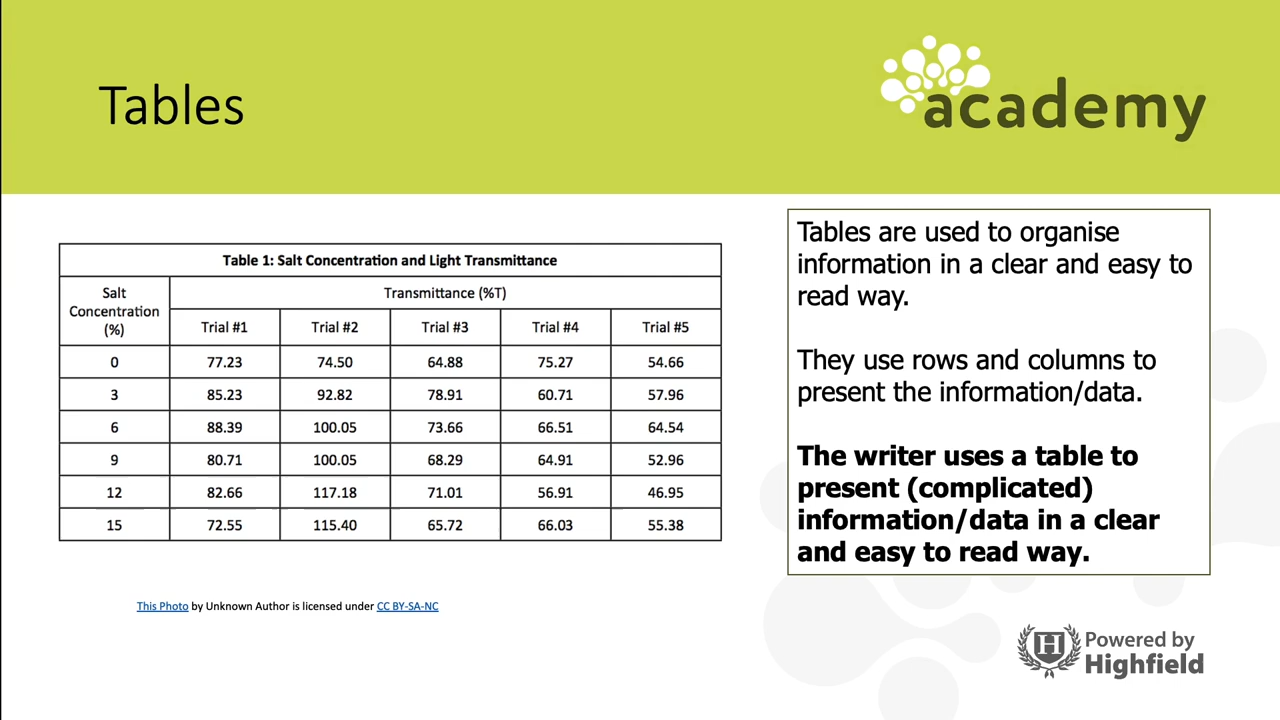 Tables
academy
Table 1: Salt Concentration and Light Transmittance
Salt Concentration (%) Transmittance (%T)
Trial #1 Trial #2 Trial #3 Trial #4 Trial #5
0 77.23 74.50 64.88 75.27 54.66
3 85.23 92.82 78.91 60.71 57.96
6 88.39 100.05 73.66 66.51 64.54
9 80.71 100.05 68.29 64.91 52.96
12 82.66 117.18 71.01 56.91 46.95
15 72.55 115.40 65.72 66.03 55.38
This Photo by Unknown Author is licensed under CC BY-SA-NC
Tables are used to organise
information in a clear and easy to
read way.
They use rows and columns to
present the information/data.
The writer uses a table to
present (complicated)
information/data in a clear
and easy to read way.
H
Powered by
Highfield